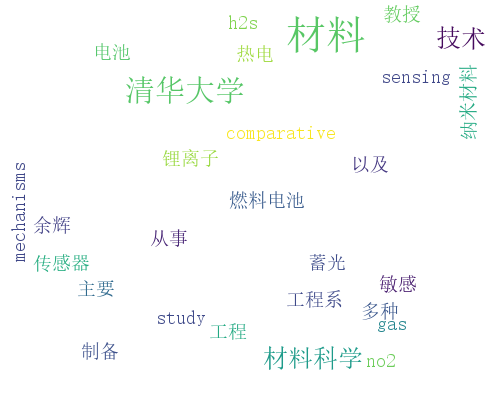 材料
教授
h2s
技术
电池
热电
sensing
清华大学
纳米材料
comparative
锂离子
以及
mechanisms
燃料电池
余辉
从事
传感器
蓄光
主要
敏感
工程系
多种
study
gas
工程
制备
材料科学
no2